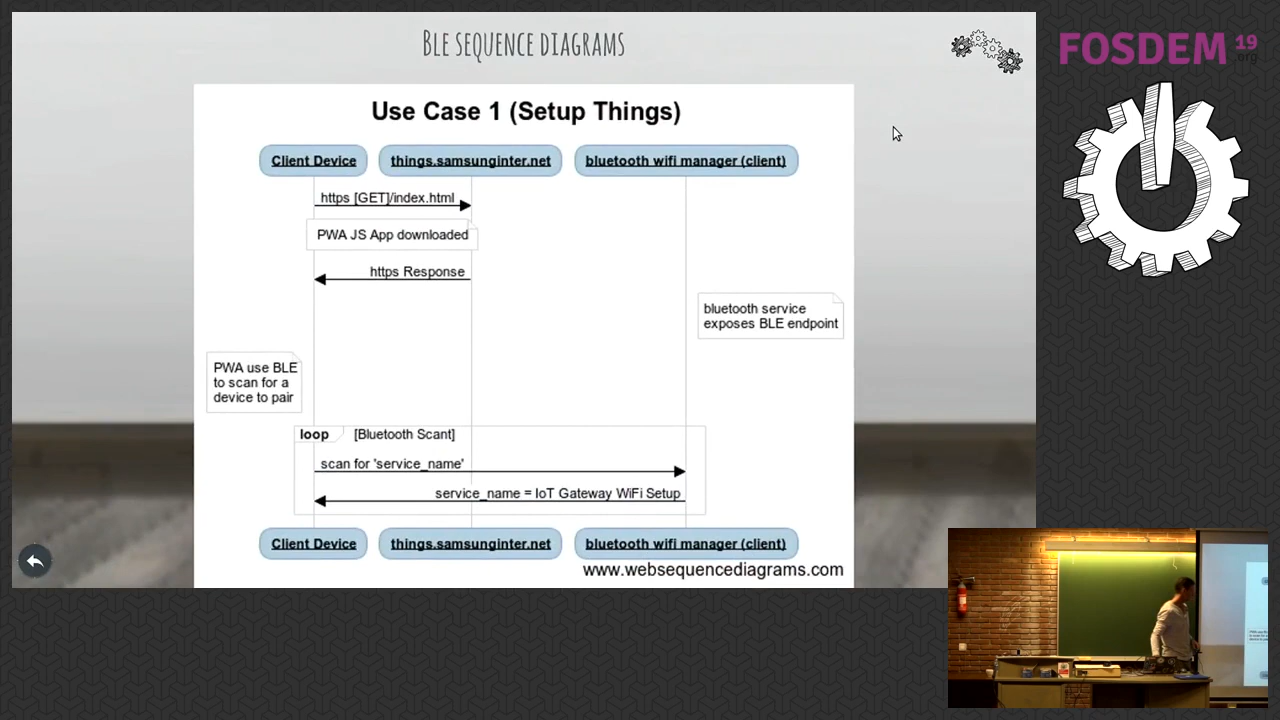 BLE SEQUENCE DIAGRAMS
FOSDEM 19
.org
Use Case 1 (Setup Things)
Client Device
things.samsunginter.net
bluetooth wifi manager (client)
https [GET]/index.html
PWA JS App downloaded
https Response
bluetooth service
exposes BLE endpoint
PWA use BLE
to scan for a
device to pair
loop [Bluetooth Scant]
scan for 'service_name'
service_name = IoT Gateway WiFi Setup
Client Device
things.samsunginter.net
bluetooth wifi manager (client)
www.websequencediagrams.com